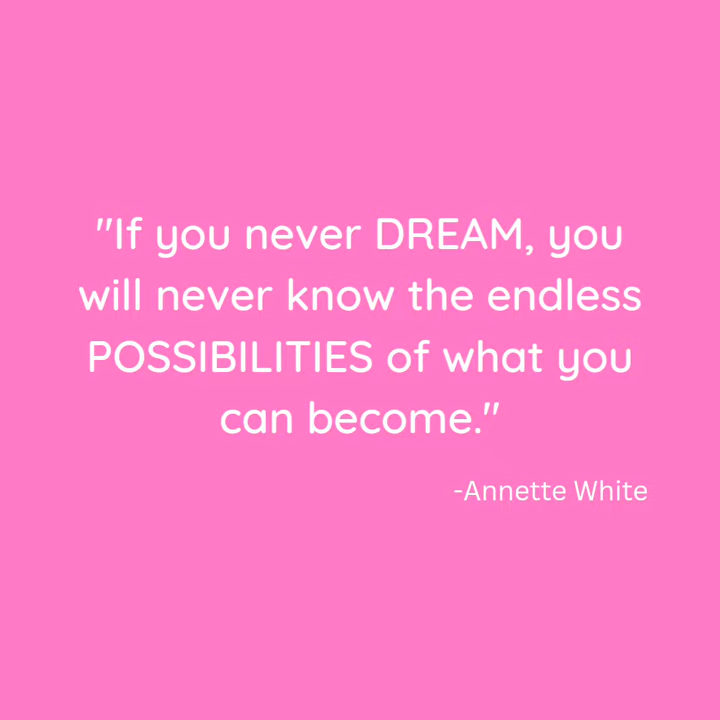 "If you never DREAM, you
will never know the endless
POSSIBILITIES of what you
can become."
-Annette White